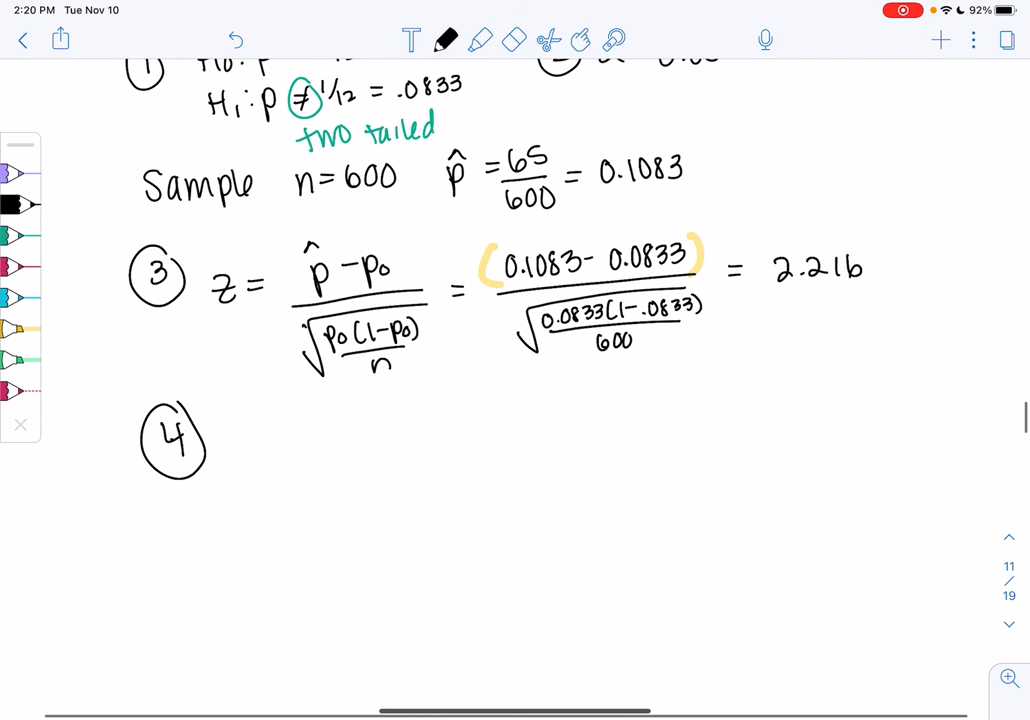 2:20 PM Tue Nov 10 92%
① H₀: p
H₁: p ≠ 1/12 = .0833
two tailed
Sample n = 600 p̂ = 65/600 = 0.1083
③ z = (p̂ - p₀)/√(p₀(1-p₀)/n) = (0.1083 - 0.0833)/√(0.0833(1-.0833)/600) = 2.216
④
11
/
19